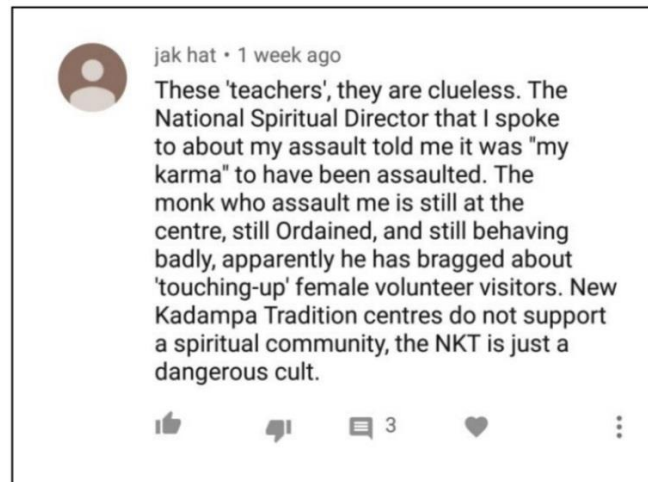 jak hat • 1 week ago
These 'teachers', they are clueless. The
National Spiritual Director that I spoke
to about my assault told me it was "my
karma" to have been assaulted. The
monk who assault me is still at the
centre, still Ordained, and still behaving
badly, apparently he has bragged about
'touching-up' female volunteer visitors. New
Kadampa Tradition centres do not support
a spiritual community, the NKT is just a
dangerous cult.
3